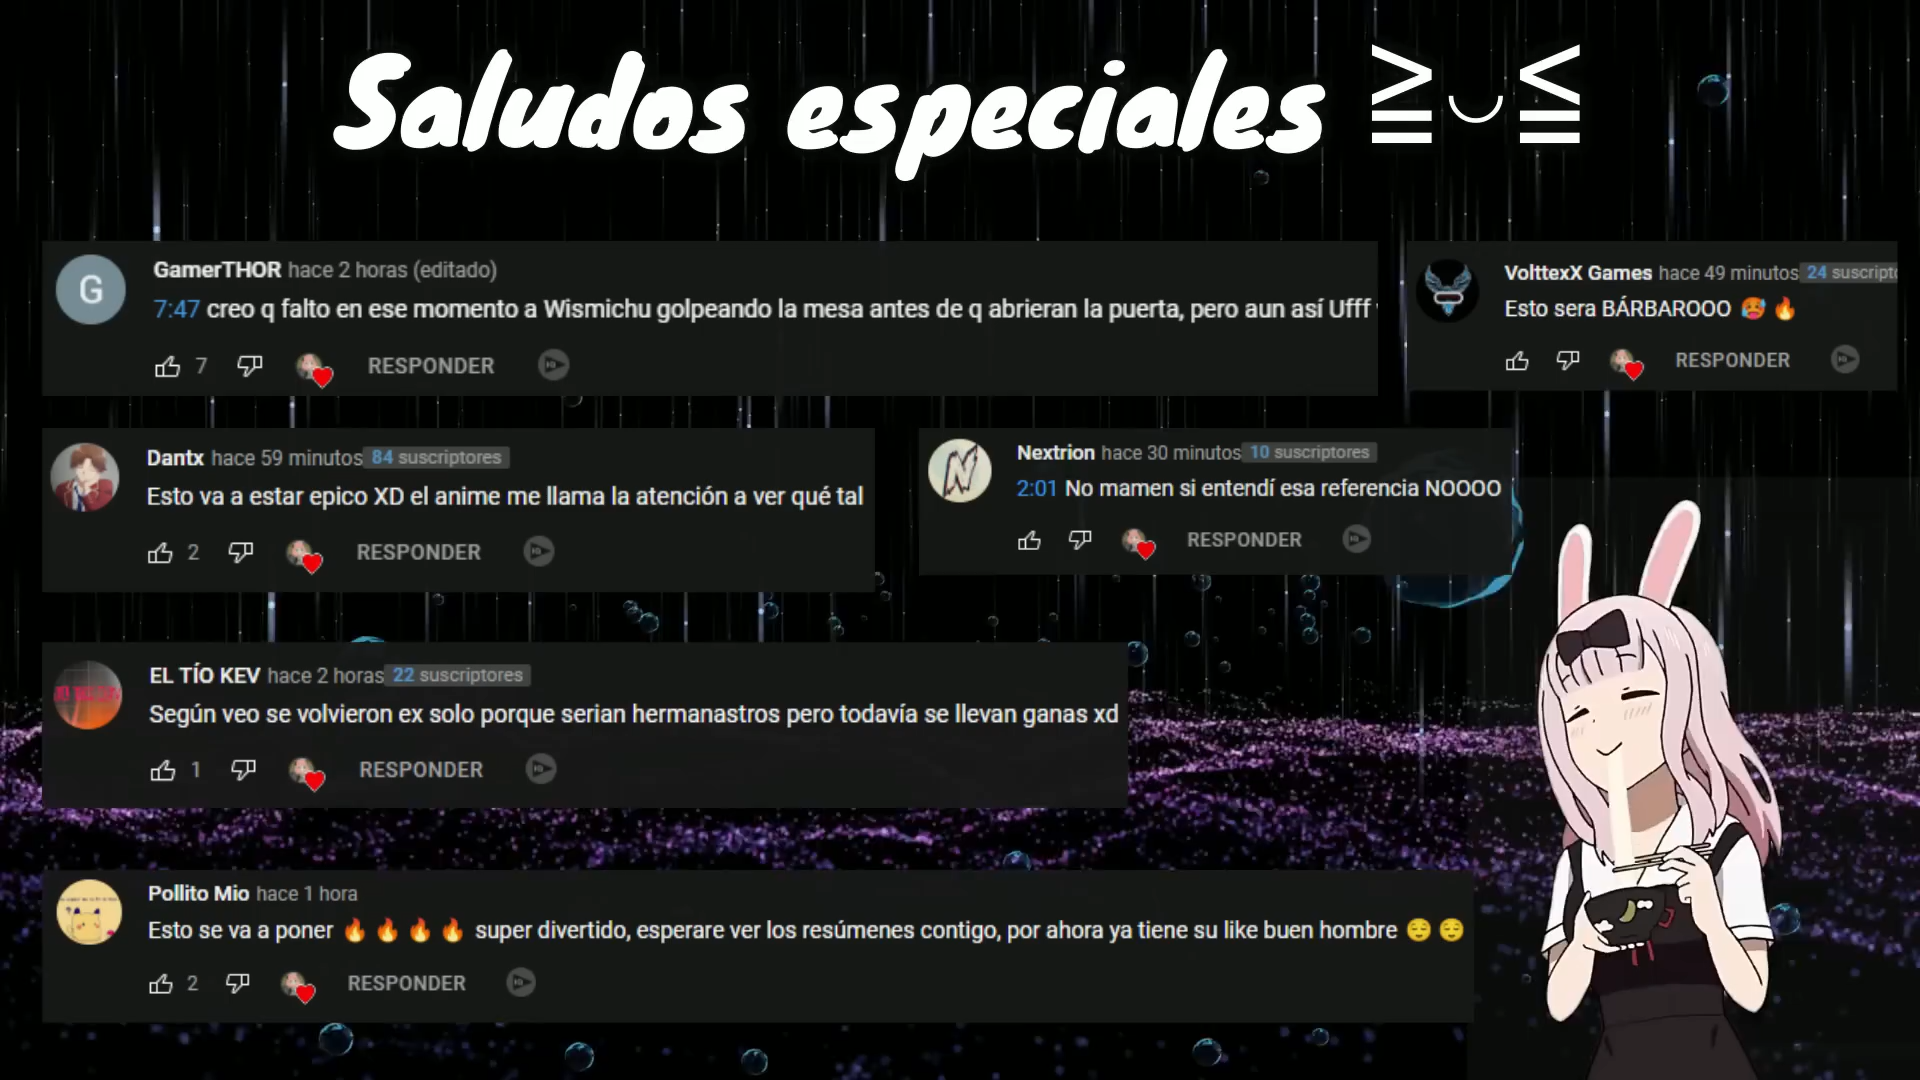 Saludos especiales ≧◡≦
G
GamerTHOR hace 2 horas (editado)
7:47 creo q falto en ese momento a Wismichu golpeando la mesa antes de q abrieran la puerta, pero aun así Ufff
7 RESPONDER
VolttexX Games hace 49 minutos 24 suscripto
Esto sera BÁRBAROOO 🥵 🔥
RESPONDER
Dantx hace 59 minutos 84 suscriptores
Esto va a estar epico XD el anime me llama la atención a ver qué tal
2 RESPONDER
N
Nextrion hace 30 minutos 10 suscriptores
2:01 No mamen si entendí esa referencia NOOOO
RESPONDER
EL TÍO KEV hace 2 horas 22 suscriptores
Según veo se volvieron ex solo porque serian hermanastros pero todavía se llevan ganas xd
1 RESPONDER
Pollito Mio hace 1 hora
Esto se va a poner 🔥 🔥 🔥 🔥 super divertido, esperare ver los resúmenes contigo, por ahora ya tiene su like buen hombre 😌 😌
2 RESPONDER